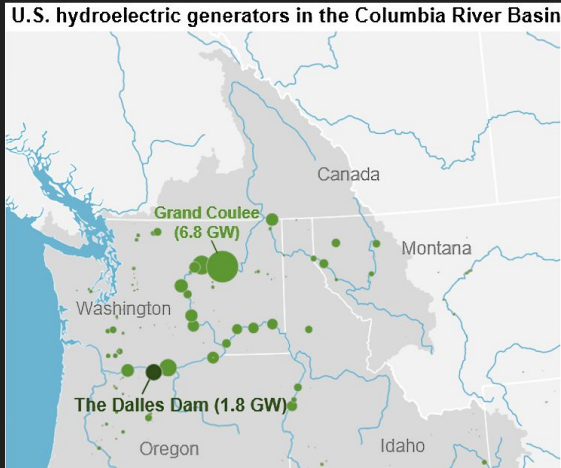 U.S. hydroelectric generators in the Columbia River Basin
Canada
Grand Coulee
(6.8 GW)
Montana
Washington
The Dalles Dam (1.8 GW)
Oregon
Idaho